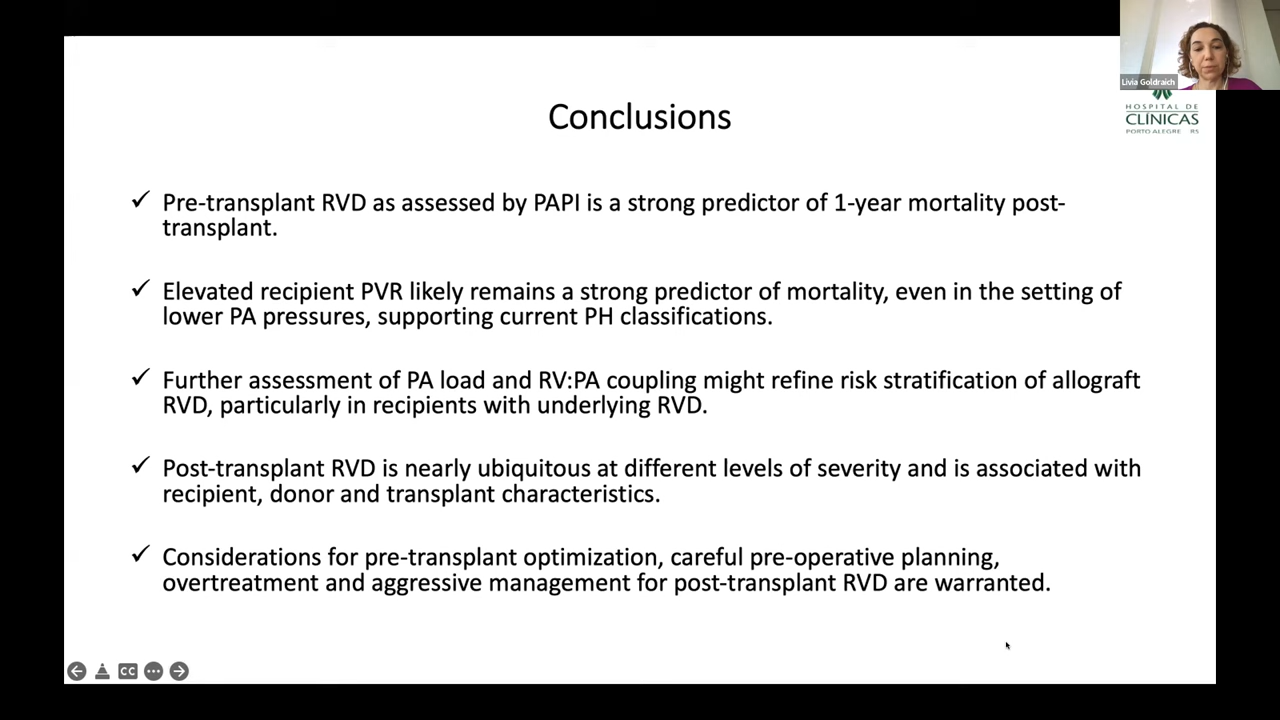 Livia Goldraich
HOSPITAL DE
CLÍNICAS
PORTO ALEGRE RS
Conclusions
✓ Pre-transplant RVD as assessed by PAPI is a strong predictor of 1-year mortality post-
transplant.
✓ Elevated recipient PVR likely remains a strong predictor of mortality, even in the setting of
lower PA pressures, supporting current PH classifications.
✓ Further assessment of PA load and RV:PA coupling might refine risk stratification of allograft
RVD, particularly in recipients with underlying RVD.
✓ Post-transplant RVD is nearly ubiquitous at different levels of severity and is associated with
recipient, donor and transplant characteristics.
✓ Considerations for pre-transplant optimization, careful pre-operative planning,
overtreatment and aggressive management for post-transplant RVD are warranted.
CC